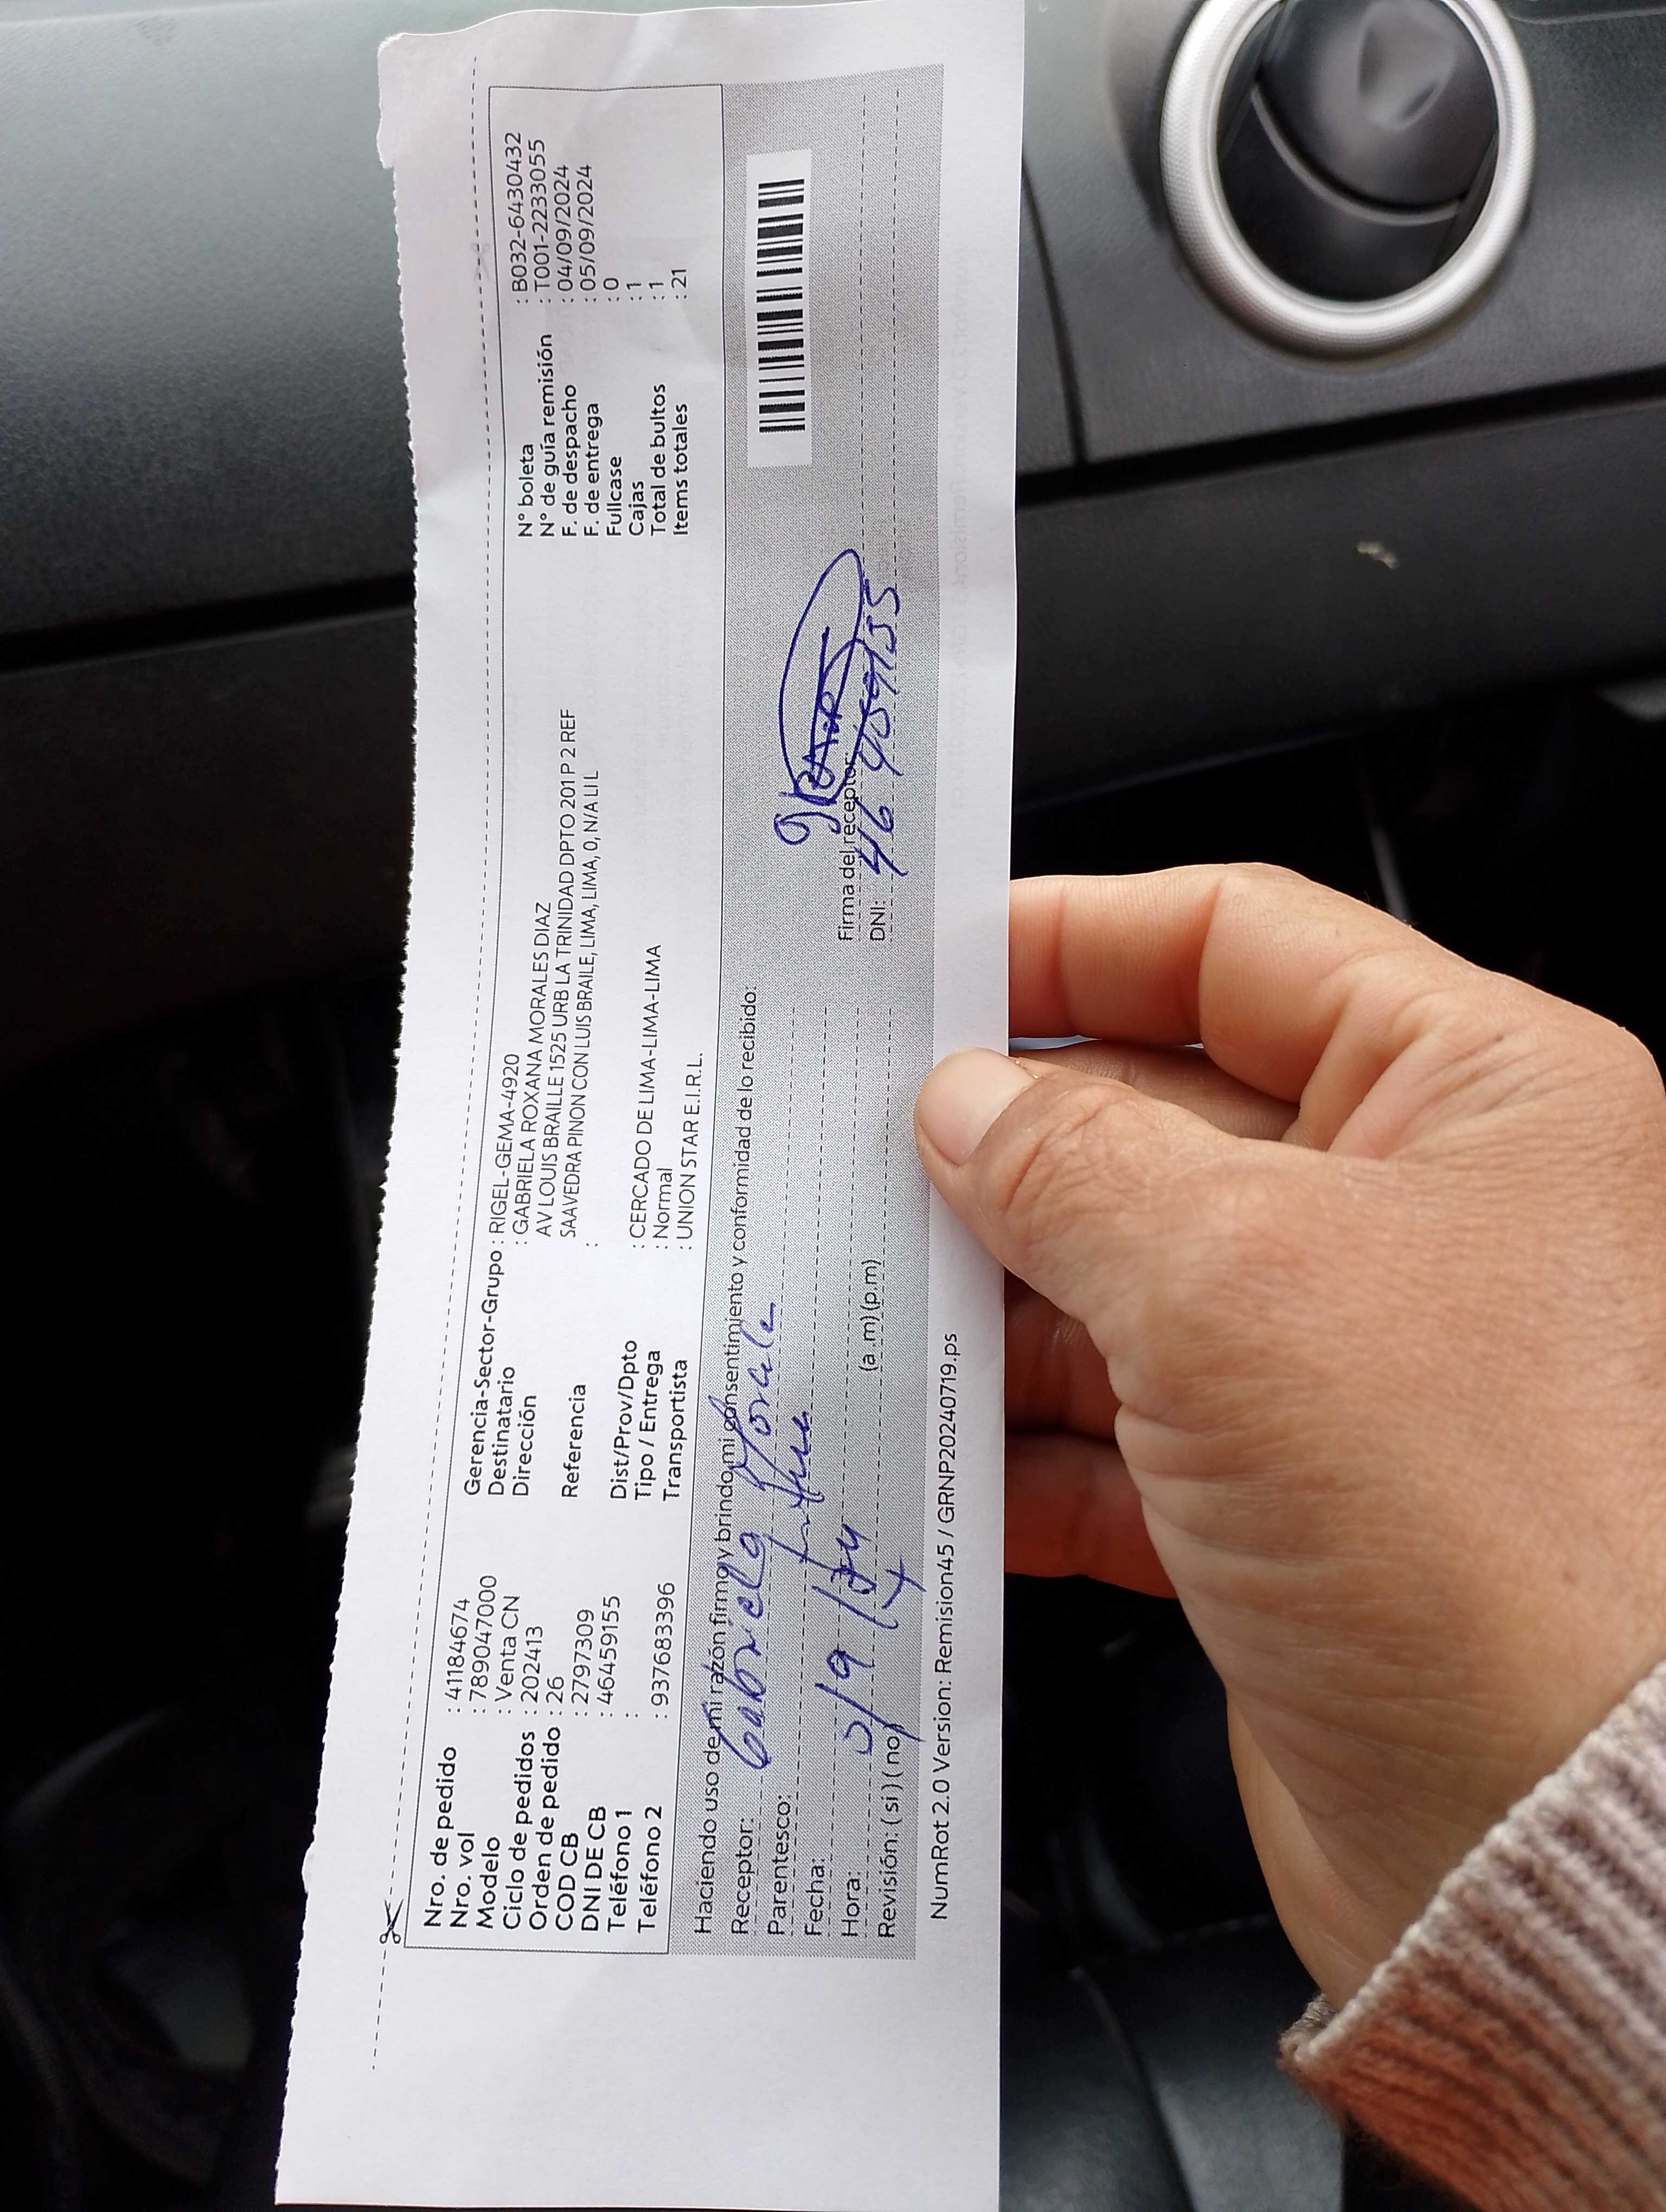 Nro. de pedido : 41184674
Nro. vol : 789047000
Modelo : Venta CN
Ciclo de pedidos : 202413
Orden de pedido : 26
COD CB : 2797309
DNI DE CB : 46459155
Teléfono 1 :
Teléfono 2 : 937683396
Gerencia-Sector-Grupo : RIGEL-GEMA-4920
Destinatario : GABRIELA ROXANA MORALES DIAZ
Dirección AV LOUIS BRAILLE 1525 URB LA TRINIDAD DPTO 201 P 2 REF
SAAVEDRA PINON CON LUIS BRAILE, LIMA, LIMA, 0, N/A LI L
Referencia :
Dist/Prov/Dpto : CERCADO DE LIMA-LIMA-LIMA
Tipo / Entrega : Normal
Transportista : UNION STAR E.I.R.L.
N° boleta : B032-6430432
N° de guía remisión : T001-2233055
F. de despacho : 04/09/2024
F. de entrega : 05/09/2024
Fullcase : 0
Cajas : 1
Total de bultos : 1
Items totales : 21
Haciendo uso de mi razón firmo y brindo mi consentimiento y conformidad de lo recibido:
Receptor: Gabriela Morale
Parentesco:
Fecha: 5/9
Hora: (a .m) (p.m)
Revisión: ( si ) ( no )
Firma del receptor
DNI: 46459155
NumRot 2.0 Version: Remision45 / GRNP20240719.ps